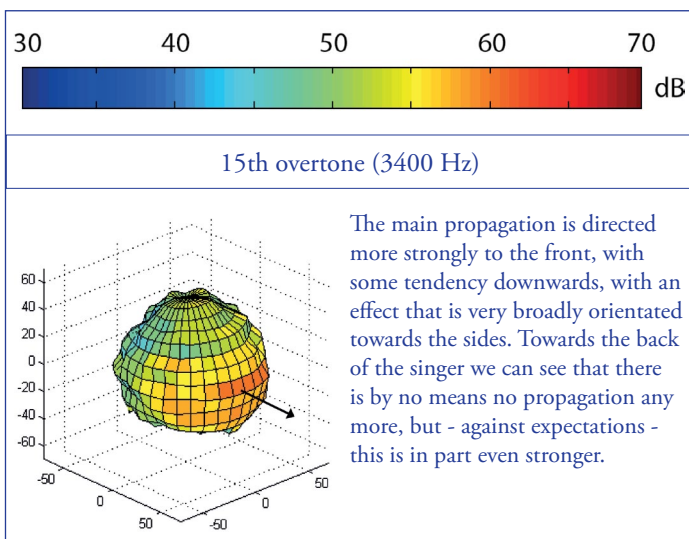 30 40 50 60 70
dB
15th overtone (3400 Hz)
The main propagation is directed
more strongly to the front, with
some tendency downwards, with an
effect that is very broadly orientated
towards the sides. Towards the back
of the singer we can see that there
is by no means no propagation any
more, but - against expectations -
this is in part even stronger.
60
40
20
0
-20
-40
-60
-50
0
50
-50
0
50